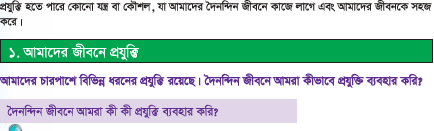 প্রযুক্তি হতে পারে কোনো যন্ত্র বা কৌশল, যা আমাদের দৈনন্দিন জীবনে কাজে লাগে এবং আমাদের জীবনকে সহজ
করে।
১. আমাদের জীবনে প্রযুক্তি
আমাদের চারপাশে বিভিন্ন ধরনের প্রযুক্তি রয়েছে। দৈনন্দিন জীবনে আমরা কীভাবে প্রযুক্তি ব্যবহার করি?
দৈনন্দিন জীবনে আমরা কী কী প্রযুক্তি ব্যবহার করি?